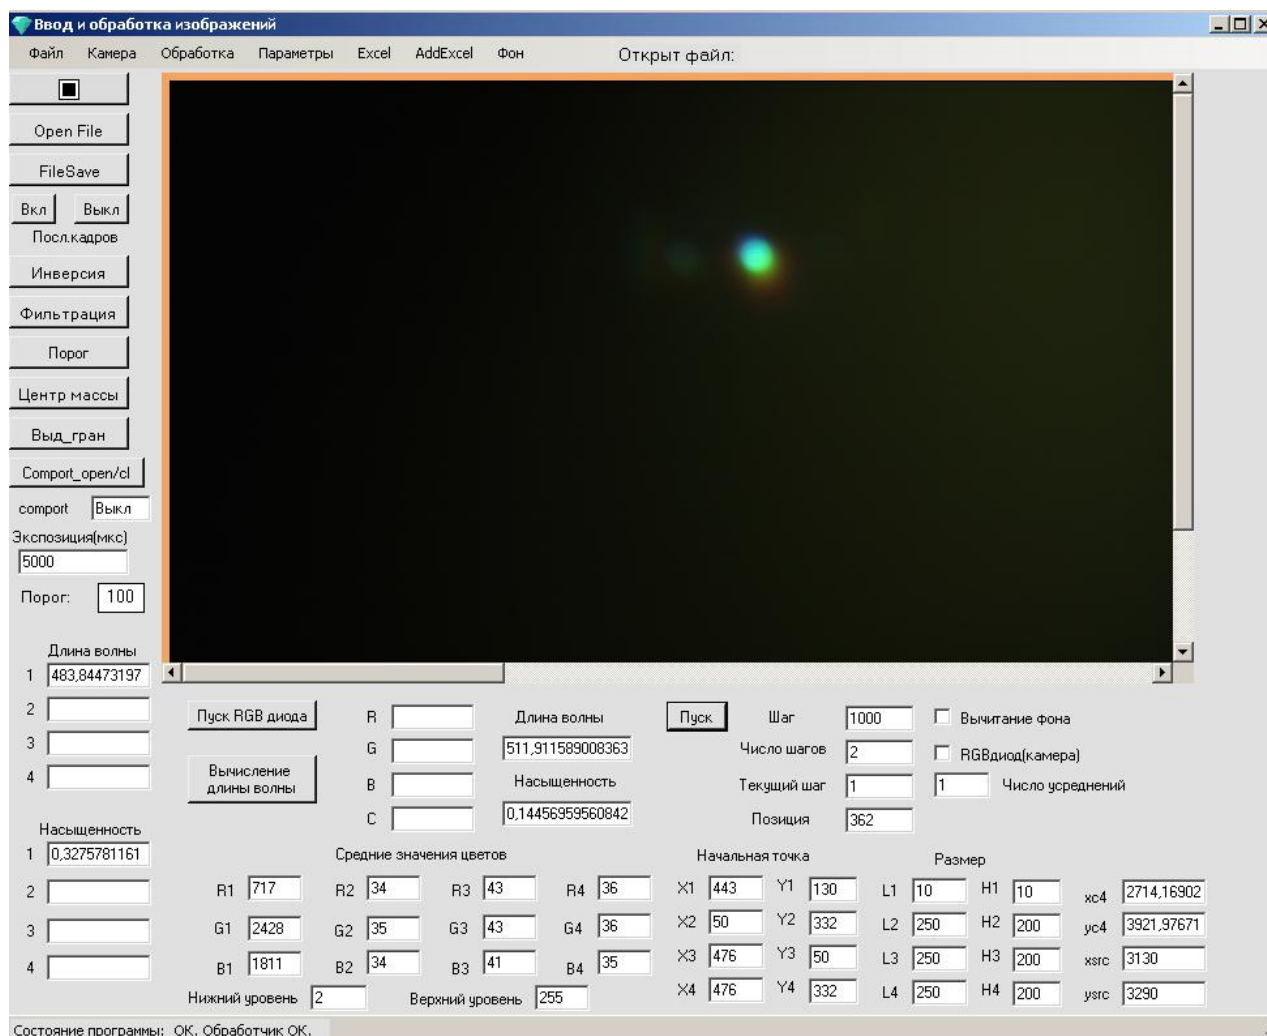 Ввод и обработка изображений
Файл Камера Обработка Параметры Excel AddExcel Фон Открыт файл:
Open File
FileSave
Вкл Выкл
Посл.кадров
Инверсия
Фильтрация
Порог
Центр массы
Выд_гран
Comport_open/cl
comport Выкл
Экспозиция(мкс)
5000
Порог: 100
Длина волны
1 483,84473197
2
3
4
Пуск RGB диода
Вычисление
длины волны
R
G
B
C
Длина волны
511,911589008363
Насыщенность
0,14456959560842
Пуск Шаг 1000 Вычитание фона
Число шагов 2 RGBдиод(камера)
Текущий шаг 1 1 Число усреднений
Позиция 362
Насыщенность
1 0,3275781161
2
3
4
Средние значения цветов
R1 717 R2 34 R3 43 R4 36
G1 2428 G2 35 G3 43 G4 36
B1 1811 B2 34 B3 41 B4 35
Нижний уровень 2 Верхний уровень 255
Начальная точка Размер
X1 443 Y1 130 L1 10 H1 10 xc4 2714,16902
X2 50 Y2 332 L2 250 H2 200 yc4 3921,97671
X3 476 Y3 50 L3 250 H3 200 xsrc 3130
X4 476 Y4 332 L4 250 H4 200 ysrc 3290
Состояние программы: ОК. Обработчик ОК.